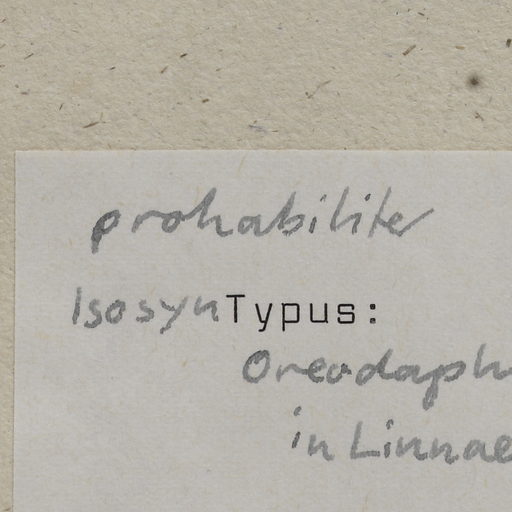 probabiliter
IsosynTypus:
Oreodaph
in Linnae